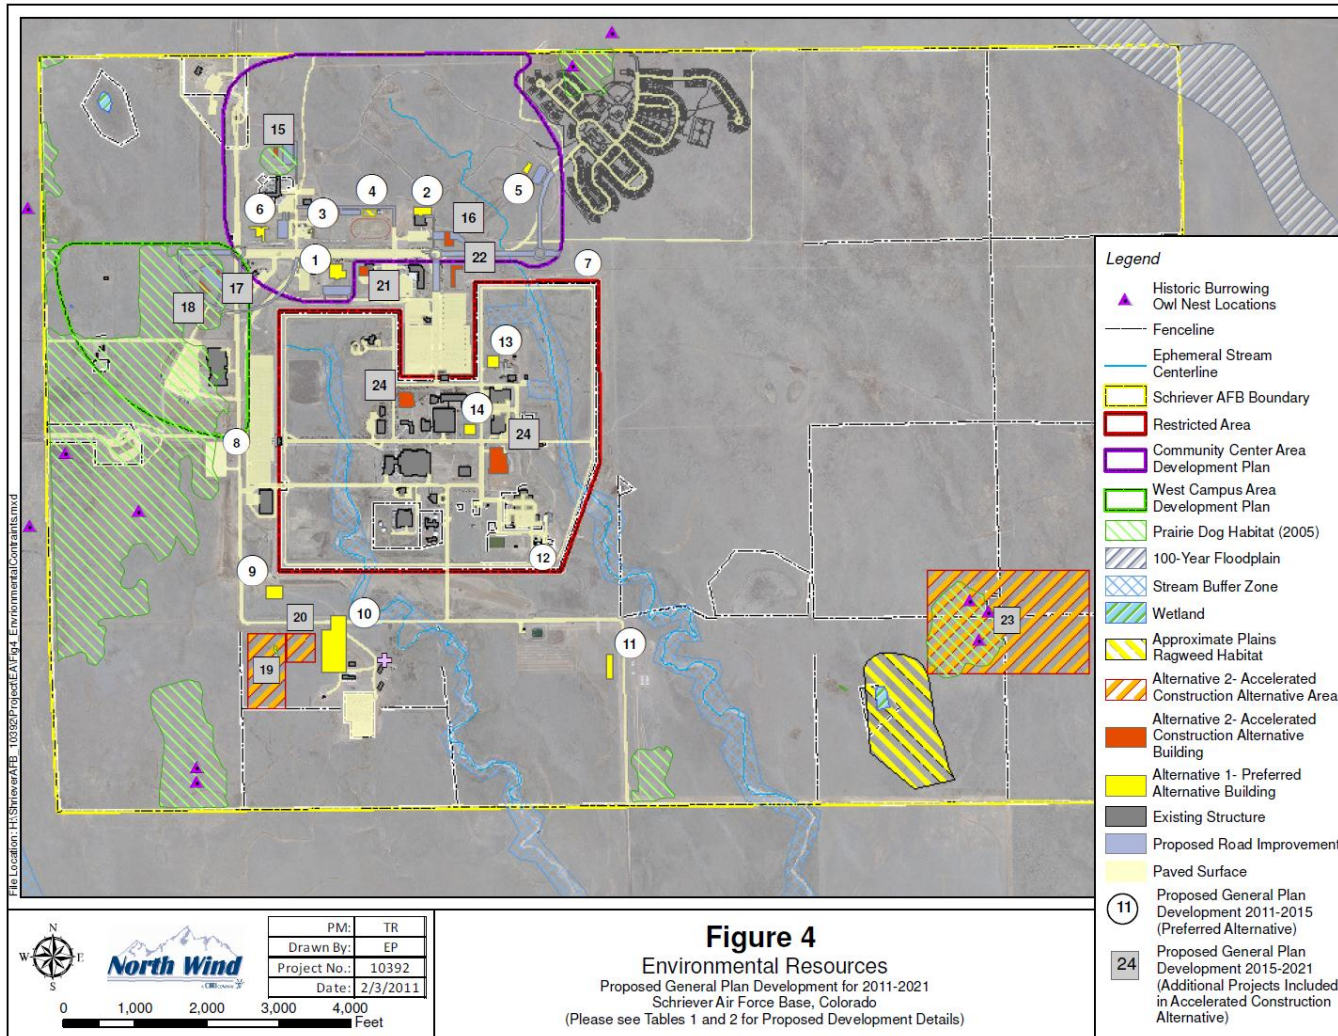 15
6
3
4
2
5
16
1
22
7
21
17
18
13
24
14
24
8
12
9
10
20
11
19
23
Legend
Historic Burrowing
Owl Nest Locations
Fenceline
Ephemeral Stream
Centerline
Schriever AFB Boundary
Restricted Area
Community Center Area
Development Plan
West Campus Area
Development Plan
Prairie Dog Habitat (2005)
100-Year Floodplain
Stream Buffer Zone
Wetland
Approximate Plains
Ragweed Habitat
Alternative 2- Accelerated
Construction Alternative Area
Alternative 2- Accelerated
Construction Alternative
Building
Alternative 1- Preferred
Alternative Building
Existing Structure
Proposed Road Improvement
Paved Surface
11
Proposed General Plan
Development 2011-2015
(Preferred Alternative)
24
Proposed General Plan
Development 2015-2021
(Additional Projects Included
in Accelerated Construction
Alternative)
File Location: H:\SchrieverAFB_10392\Project\EA\Fig4_EnvironmentalContraints.mxd
N
W
E
S
North Wind
PM: TR
Drawn By: EP
Project No.: 10392
Date: 2/3/2011
0 1,000 2,000 3,000 4,000
Feet
Figure 4
Environmental Resources
Proposed General Plan Development for 2011-2021
Schriever Air Force Base, Colorado
(Please see Tables 1 and 2 for Proposed Development Details)